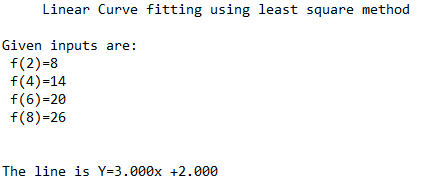 Linear Curve fitting using least square method
Given inputs are:
f(2)=8
f(4)=14
f(6)=20
f(8)=26
The line is Y=3.000x +2.000